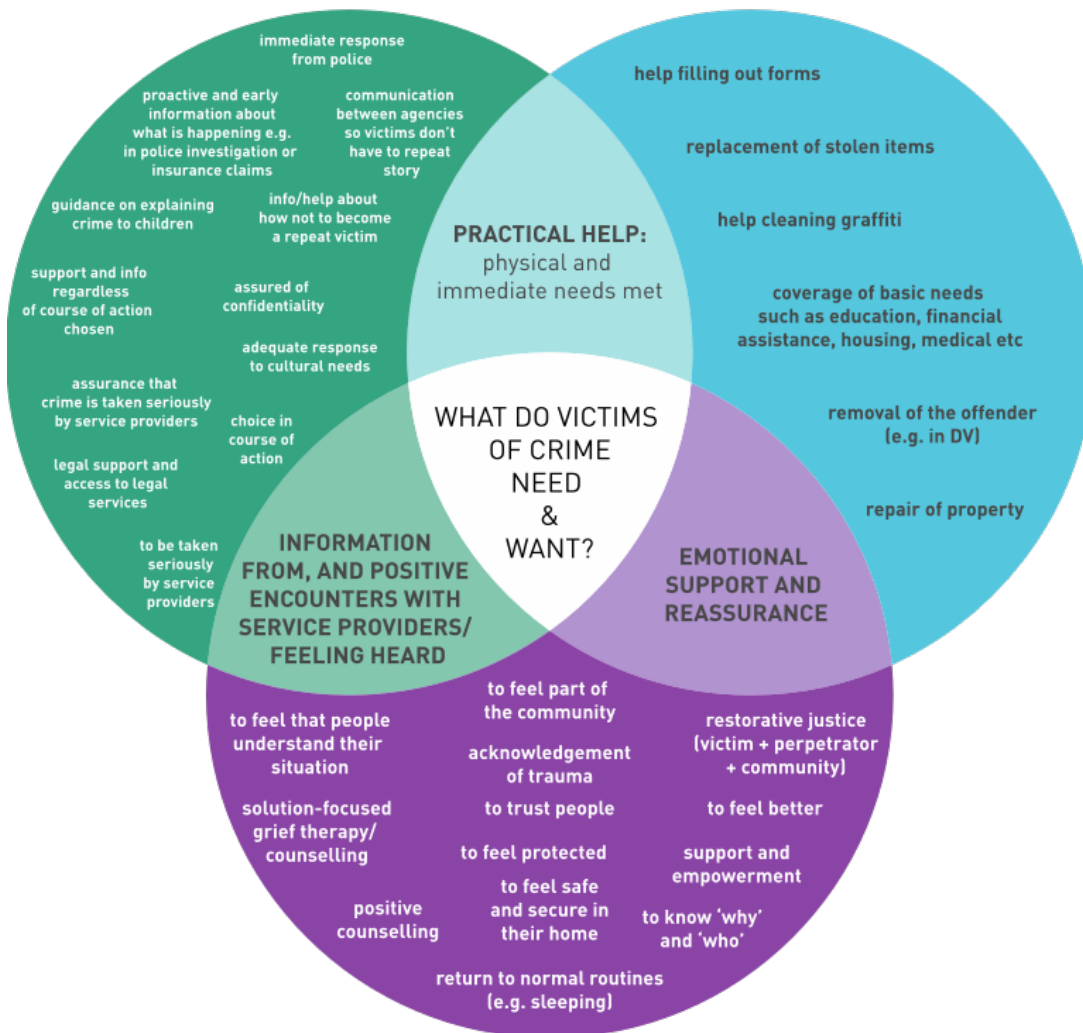 immediate response
from police
proactive and early
information about
what is happening e.g.
in police investigation or
insurance claims
communication
between agencies
so victims don't
have to repeat
story
guidance on explaining
crime to children
info/help about
how not to become
a repeat victim
support and info
regardless
of course of action
chosen
assured of
confidentiality
adequate response
to cultural needs
assurance that
crime is taken seriously
by service providers
choice in
course of
action
legal support and
access to legal
services
to be taken
seriously
by service
providers
PRACTICAL HELP:
physical and
immediate needs met
help filling out forms
replacement of stolen items
help cleaning graffiti
coverage of basic needs
such as education, financial
assistance, housing, medical etc
removal of the offender
(e.g. in DV)
repair of property
WHAT DO VICTIMS
OF CRIME
NEED
&
WANT?
INFORMATION
FROM, AND POSITIVE
ENCOUNTERS WITH
SERVICE PROVIDERS/
FEELING HEARD
EMOTIONAL
SUPPORT AND
REASSURANCE
to feel that people
understand their
situation
to feel part of
the community
restorative justice
(victim + perpetrator
+ community)
acknowledgement
of trauma
solution-focused
grief therapy/
counselling
to trust people
to feel better
to feel protected
support and
empowerment
positive
counselling
to feel safe
and secure in
their home
to know ‘why’
and ‘who’
return to normal routines
(e.g. sleeping)